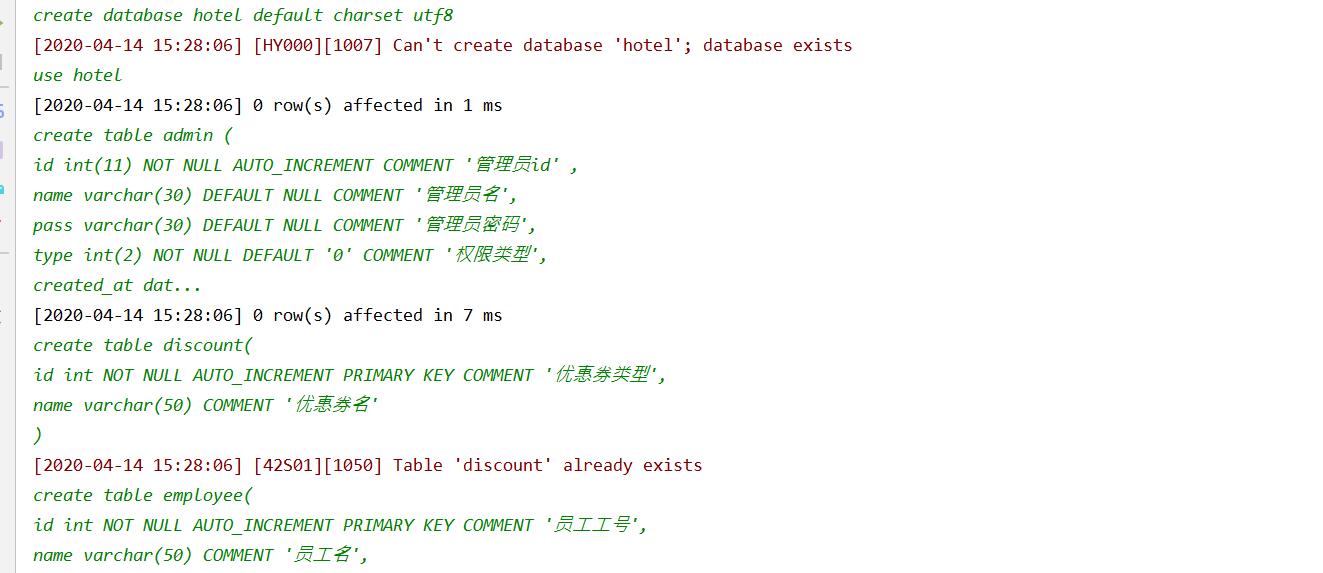 create database hotel default charset utf8
[2020-04-14 15:28:06] [HY000][1007] Can't create database 'hotel'; database exists
use hotel
[2020-04-14 15:28:06] 0 row(s) affected in 1 ms
create table admin (
id int(11) NOT NULL AUTO_INCREMENT COMMENT '管理员id' ,
name varchar(30) DEFAULT NULL COMMENT '管理员名',
pass varchar(30) DEFAULT NULL COMMENT '管理员密码',
type int(2) NOT NULL DEFAULT '0' COMMENT '权限类型',
created_at dat...
[2020-04-14 15:28:06] 0 row(s) affected in 7 ms
create table discount(
id int NOT NULL AUTO_INCREMENT PRIMARY KEY COMMENT '优惠券类型',
name varchar(50) COMMENT '优惠券名'
)
[2020-04-14 15:28:06] [42S01][1050] Table 'discount' already exists
create table employee(
id int NOT NULL AUTO_INCREMENT PRIMARY KEY COMMENT '员工工号',
name varchar(50) COMMENT '员工名',